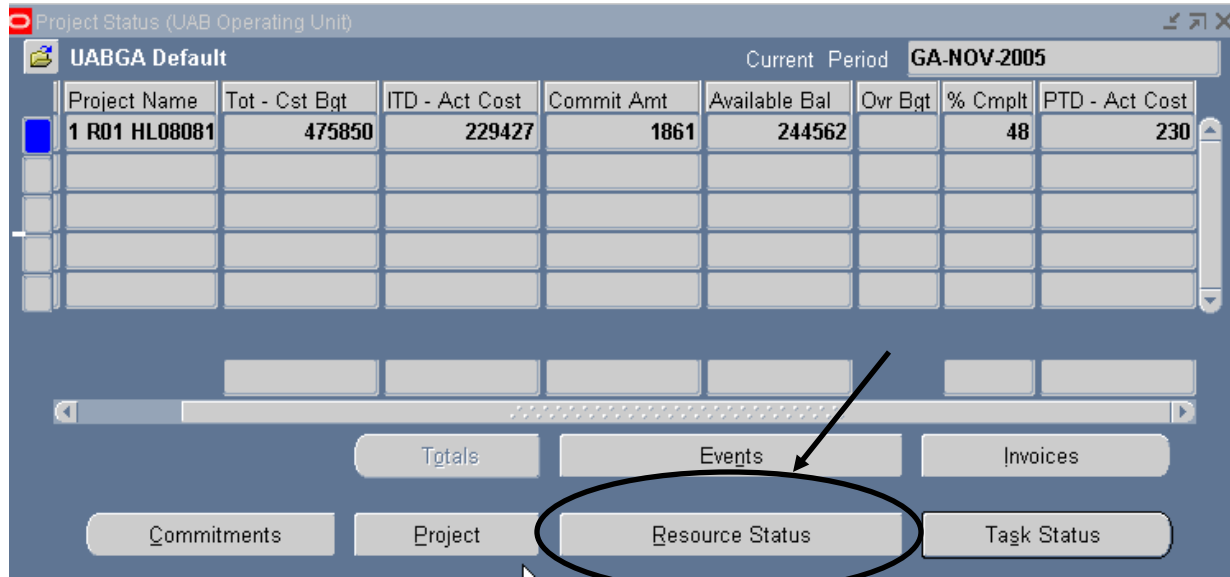 Project Status (UAB Operating Unit)
UABGA Default Current Period GA-NOV-2005
Project Name Tot - Cst Bgt ITD - Act Cost Commit Amt Available Bal Ovr Bgt % Cmplt PTD - Act Cost
1 R01 HL08081 475850 229427 1861 244562 48 230
Totals Events Invoices
Commitments Project Resource Status Task Status